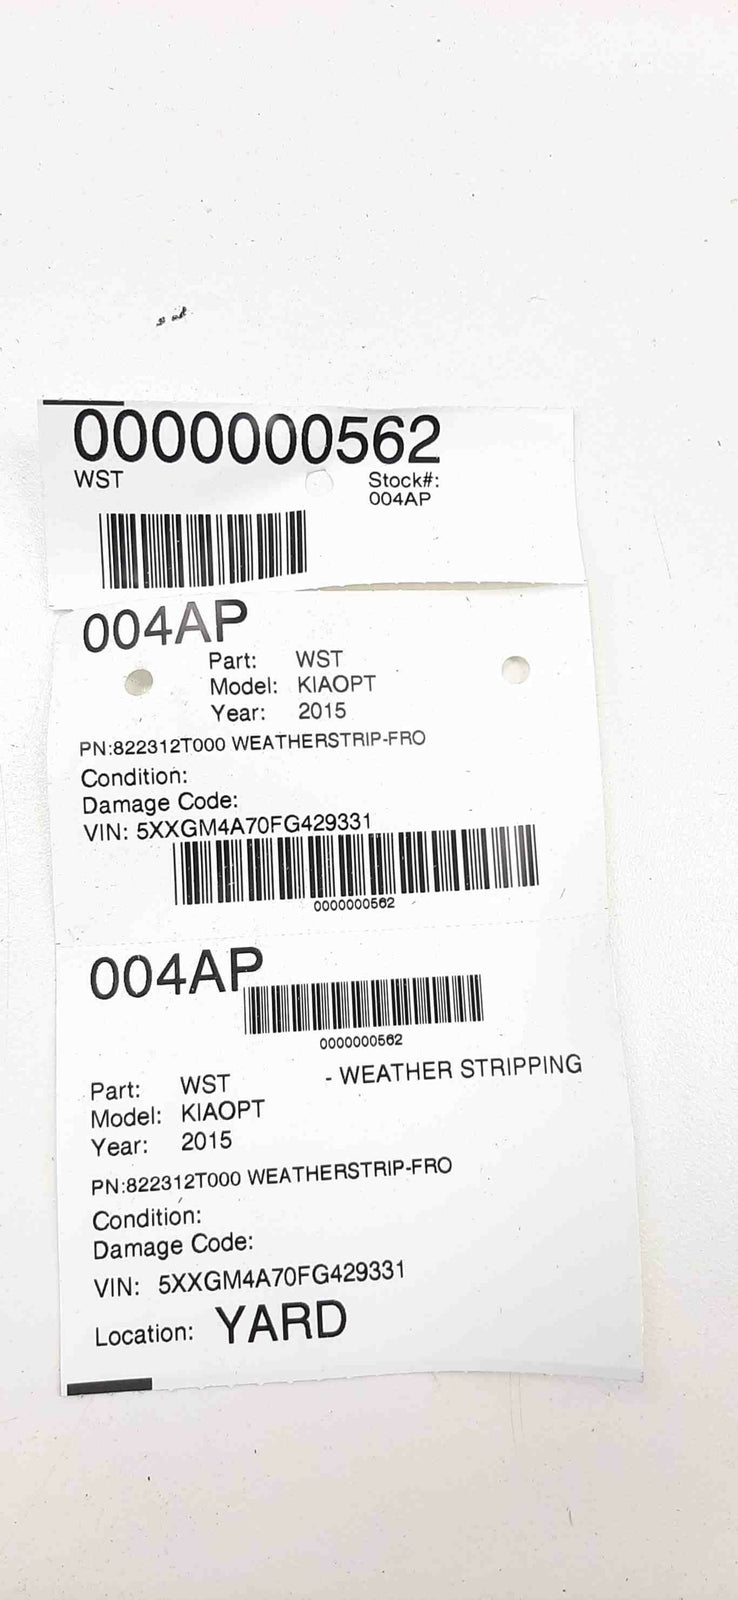 0000000562
WST Stock#:
004AP
004AP
Part: WST
Model: KIAOPT
Year: 2015
PN:822312T000 WEATHERSTRIP-FRO
Condition:
Damage Code:
VIN: 5XXGM4A70FG429331
0000000562
004AP
0000000562
Part: WST - WEATHER STRIPPING
Model: KIAOPT
Year: 2015
PN:822312T000 WEATHERSTRIP-FRO
Condition:
Damage Code:
VIN: 5XXGM4A70FG429331
Location: YARD